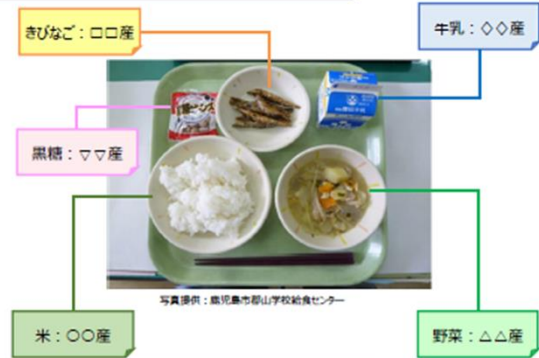 きびなご：□□産
牛乳：◇◇産
黒糖：▽▽産
写真提供：鹿児島市郡山学校給食センター
米：○○産
野菜：△△産